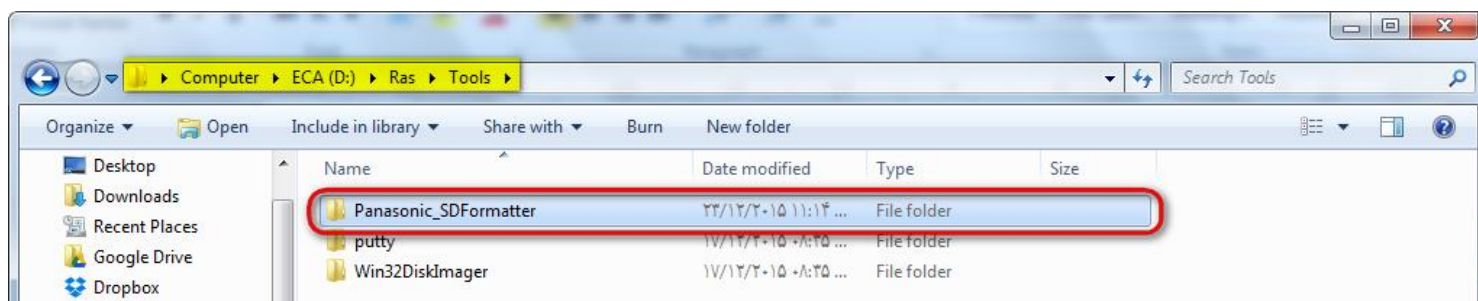 Computer ▸ ECA (D:) ▸ Ras ▸ Tools ▸ Search Tools
Organize Open Include in library Share with Burn New folder
Desktop
Downloads
Recent Places
Google Drive
Dropbox
Name Date modified Type Size
Panasonic_SDFormatter ۲۳/۱۲/۲۰۱۵ ۱۱:۱۴ ... File folder
putty ۱۷/۱۲/۲۰۱۵ ۰۸:۳۵ ... File folder
Win32DiskImager ۱۷/۱۲/۲۰۱۵ ۰۸:۳۵ ... File folder